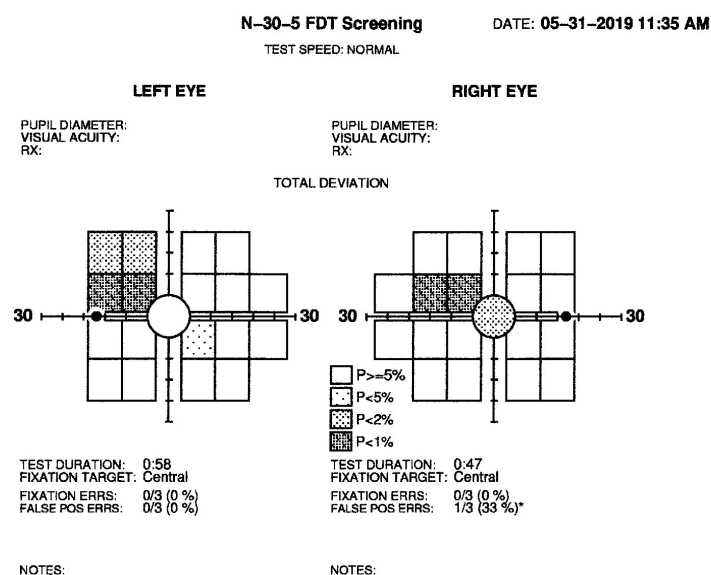 N-30-5 FDT Screening DATE: 05-31-2019 11:35 AM
TEST SPEED: NORMAL
LEFT EYE RIGHT EYE
PUPIL DIAMETER: PUPIL DIAMETER:
VISUAL ACUITY: VISUAL ACUITY:
RX: RX:
TOTAL DEVIATION
30 30 30 30
P>=5%
P<5%
P<2%
P<1%
TEST DURATION: 0:58 TEST DURATION: 0:47
FIXATION TARGET: Central FIXATION TARGET: Central
FIXATION ERRS: 0/3 (0 %) FIXATION ERRS: 0/3 (0 %)
FALSE POS ERRS: 0/3 (0 %) FALSE POS ERRS: 1/3 (33 %)*
NOTES: NOTES: